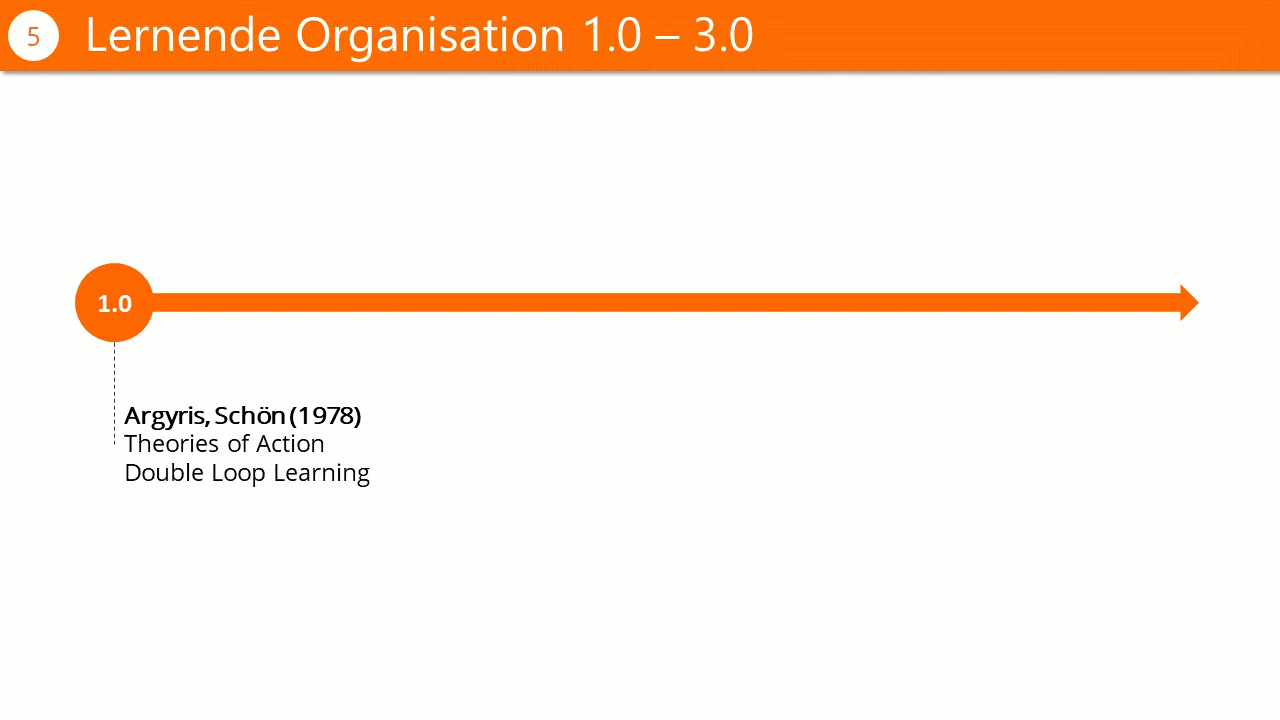 5
Lernende Organisation 1.0 – 3.0
1.0
Argyris, Schön (1978)
Theories of Action
Double Loop Learning